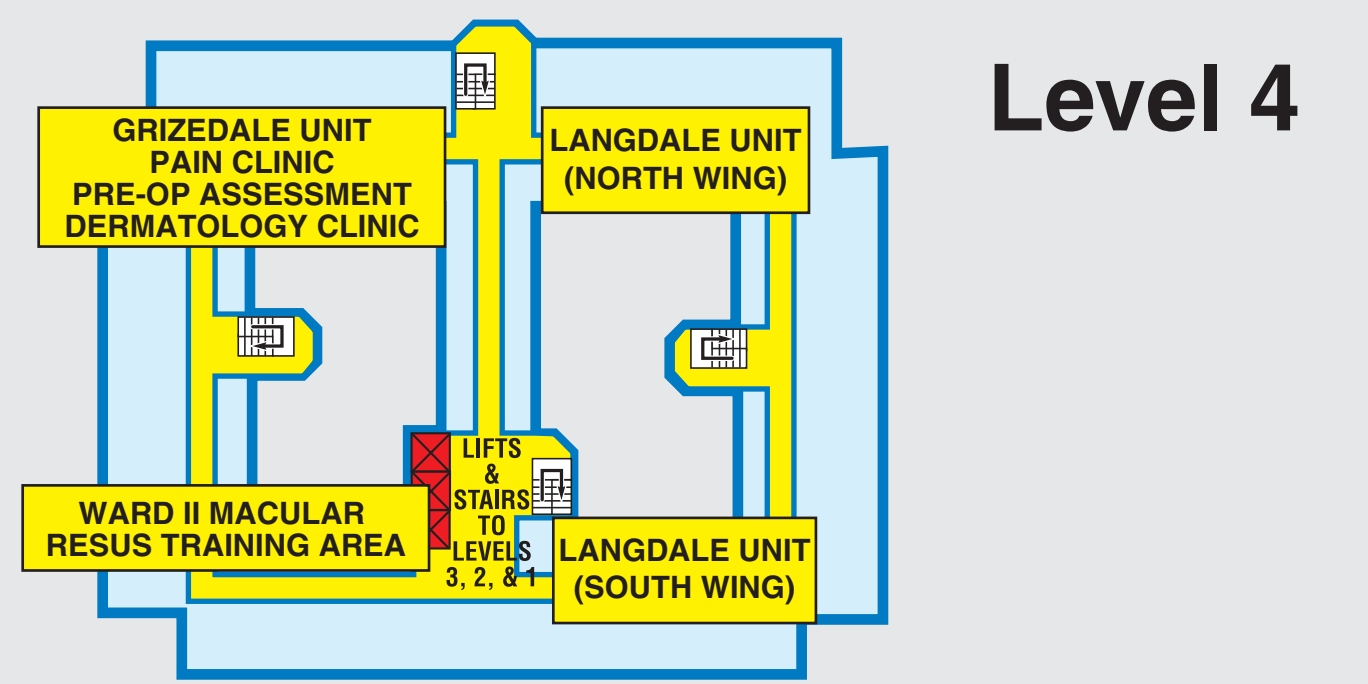 Level 4
GRIZEDALE UNIT
PAIN CLINIC
PRE-OP ASSESSMENT
DERMATOLOGY CLINIC
LANGDALE UNIT
(NORTH WING)
LIFTS
&
STAIRS
TO
LEVELS
3, 2, & 1
WARD II MACULAR
RESUS TRAINING AREA
LANGDALE UNIT
(SOUTH WING)